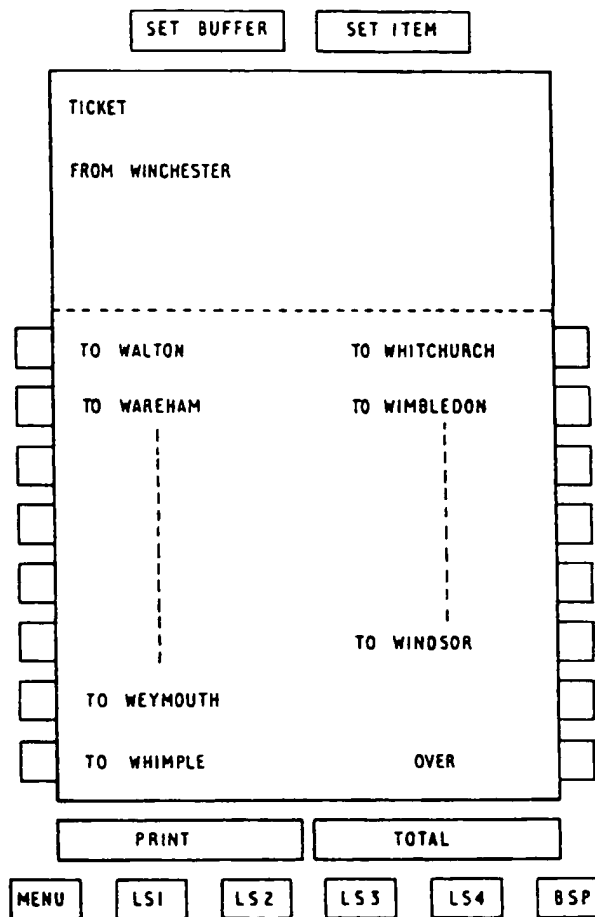 SET BUFFER SET ITEM
TICKET
FROM WINCHESTER
TO WALTON TO WHITCHURCH
TO WAREHAM TO WIMBLEDON
TO WINDSOR
TO WEYMOUTH
TO WHIMPLE OVER
PRINT TOTAL
MENU LS1 LS2 LS3 LS4 BSP